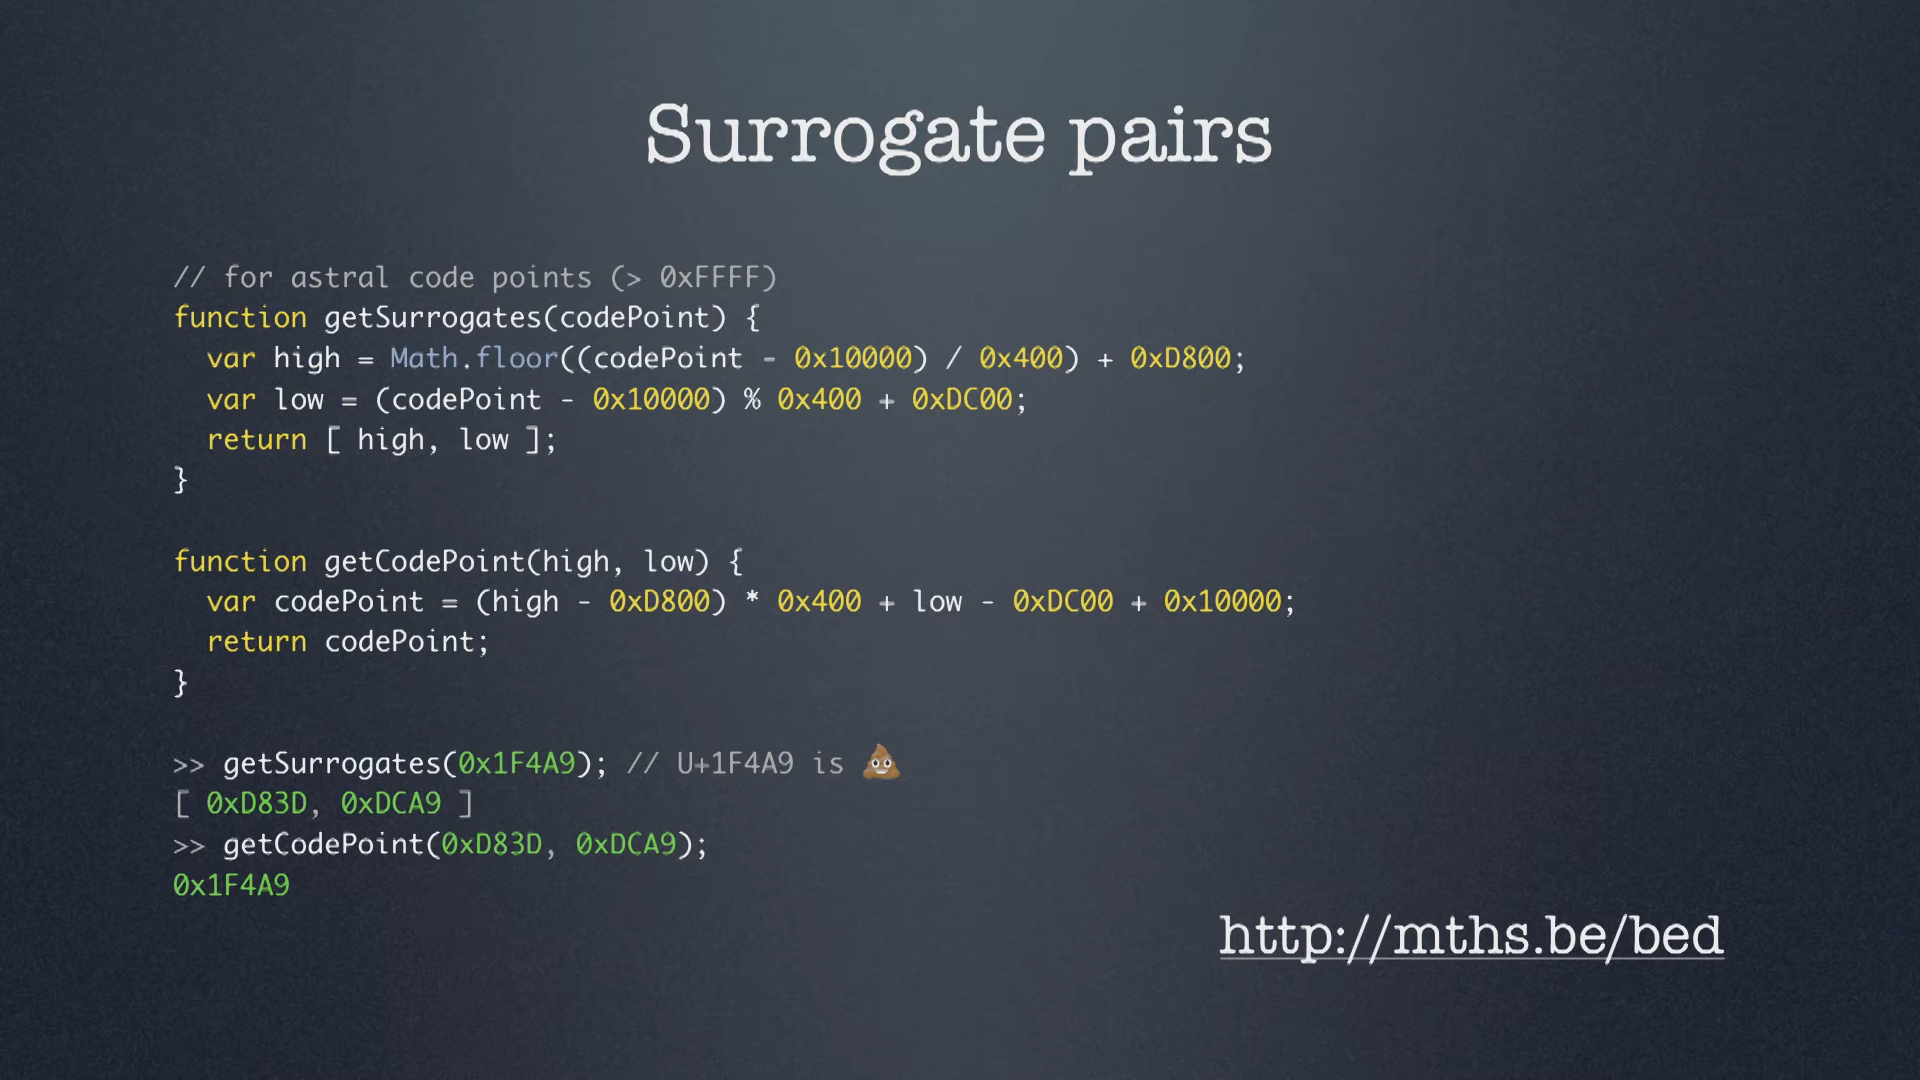 Surrogate pairs
// for astral code points (> 0xFFFF)
function getSurrogates(codePoint) {
  var high = Math.floor((codePoint - 0x10000) / 0x400) + 0xD800;
  var low = (codePoint - 0x10000) % 0x400 + 0xDC00;
  return [ high, low ];
}
function getCodePoint(high, low) {
  var codePoint = (high - 0xD800) * 0x400 + low - 0xDC00 + 0x10000;
  return codePoint;
}
>> getSurrogates(0x1F4A9); // U+1F4A9 is 💩
[ 0xD83D, 0xDCA9 ]
>> getCodePoint(0xD83D, 0xDCA9);
0x1F4A9
http://mths.be/bed